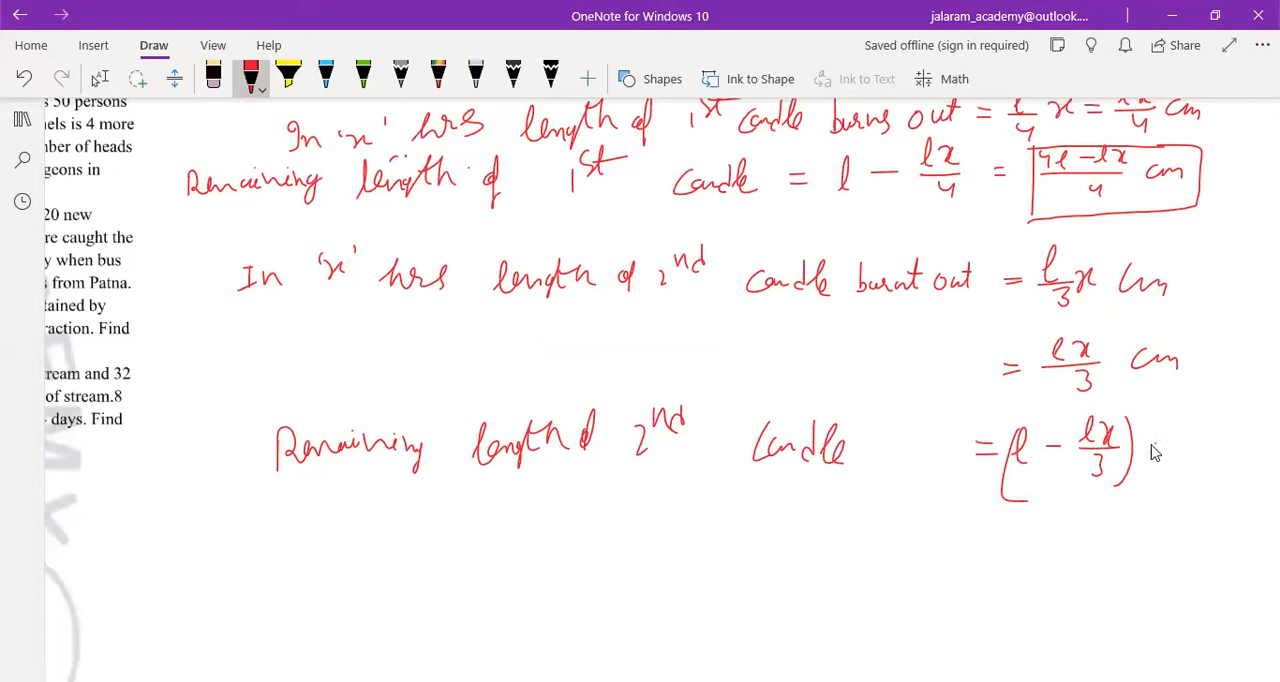 OneNote for Windows 10
jalaram_academy@outlook....
Home Insert Draw View Help
Saved offline (sign in required)
Share
Shapes
Ink to Shape
Ink to Text
Math
s 50 persons
nels is 4 more
nber of heads
geons in
20 new
re caught the
y when bus
s from Patna.
tained by
raction. Find
ream and 32
of stream.8
days. Find
In 'x' hrs length of 1st candle burns out = l/4 x = lx/4 cm
Remaining length of 1st candle = l - lx/4 = 4l-lx/4 cm
In 'x' hrs length of 2nd candle burnt out = l/3 x cm
= lx/3 cm
Remaining length of 2nd candle = (l - lx/3)